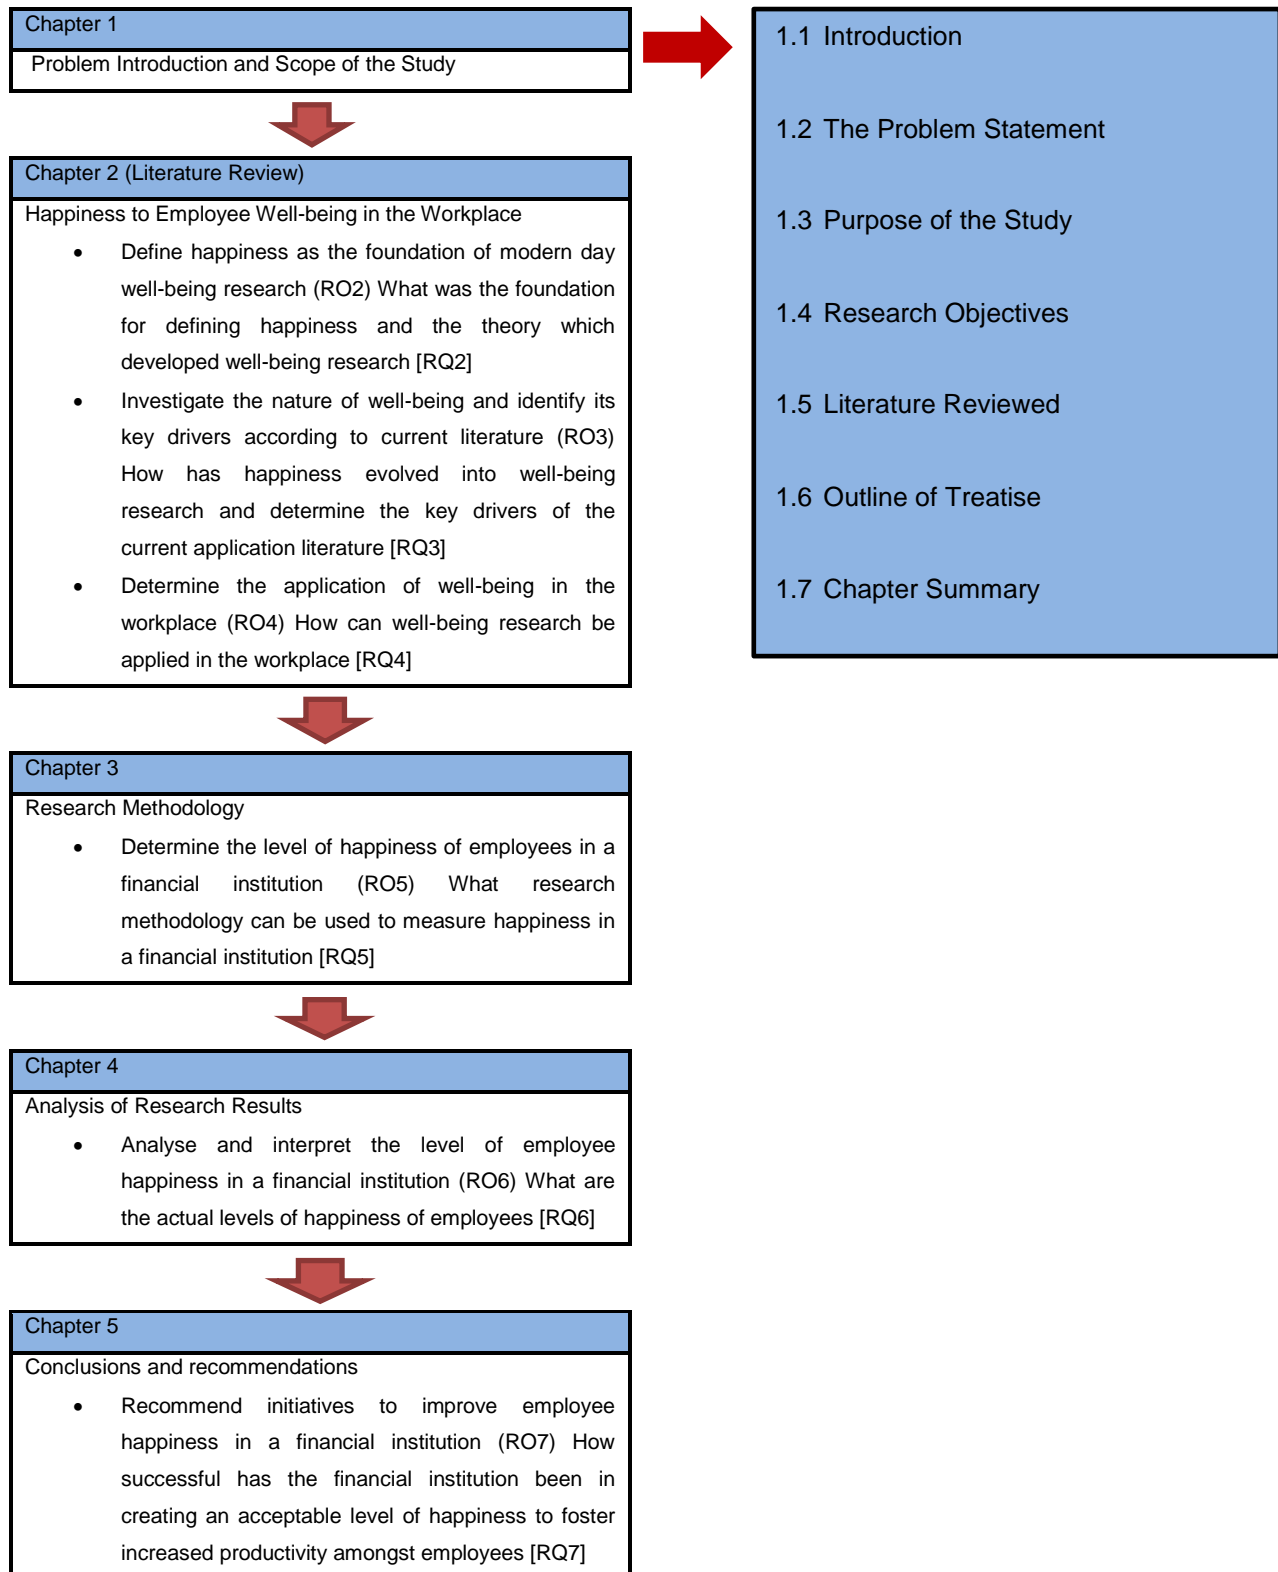 Chapter 1
Problem Introduction and Scope of the Study
Chapter 2 (Literature Review)
Happiness to Employee Well-being in the Workplace
• Define happiness as the foundation of modern day
well-being research (RO2) What was the foundation
for defining happiness and the theory which
developed well-being research [RQ2]
• Investigate the nature of well-being and identify its
key drivers according to current literature (RO3)
How has happiness evolved into well-being
research and determine the key drivers of the
current application literature [RQ3]
• Determine the application of well-being in the
workplace (RO4) How can well-being research be
applied in the workplace [RQ4]
Chapter 3
Research Methodology
• Determine the level of happiness of employees in a
financial institution (RO5) What research
methodology can be used to measure happiness in
a financial institution [RQ5]
Chapter 4
Analysis of Research Results
• Analyse and interpret the level of employee
happiness in a financial institution (RO6) What are
the actual levels of happiness of employees [RQ6]
Chapter 5
Conclusions and recommendations
• Recommend initiatives to improve employee
happiness in a financial institution (RO7) How
successful has the financial institution been in
creating an acceptable level of happiness to foster
increased productivity amongst employees [RQ7]
1.1 Introduction
1.2 The Problem Statement
1.3 Purpose of the Study
1.4 Research Objectives
1.5 Literature Reviewed
1.6 Outline of Treatise
1.7 Chapter Summary